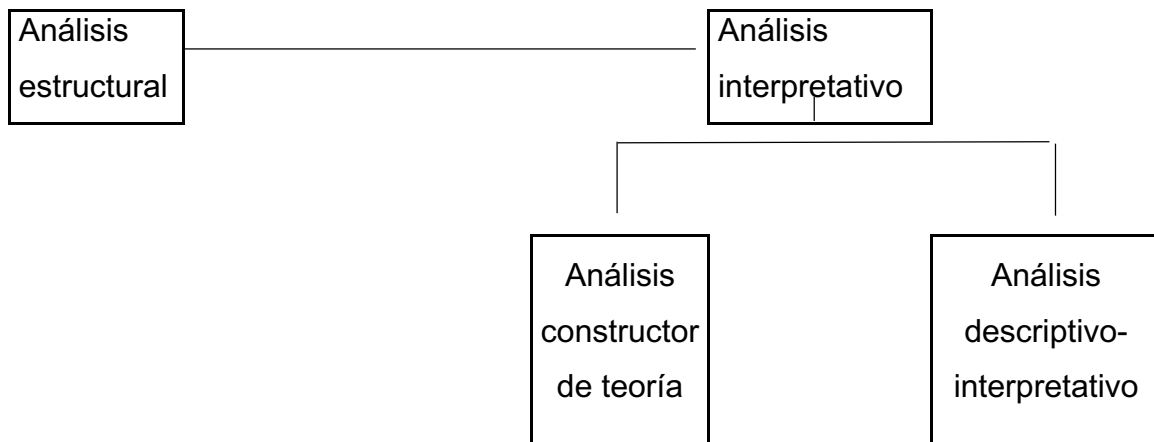 Análisis
estructural
Análisis
interpretativo
Análisis
constructor
de teoría
Análisis
descriptivo-
interpretativo